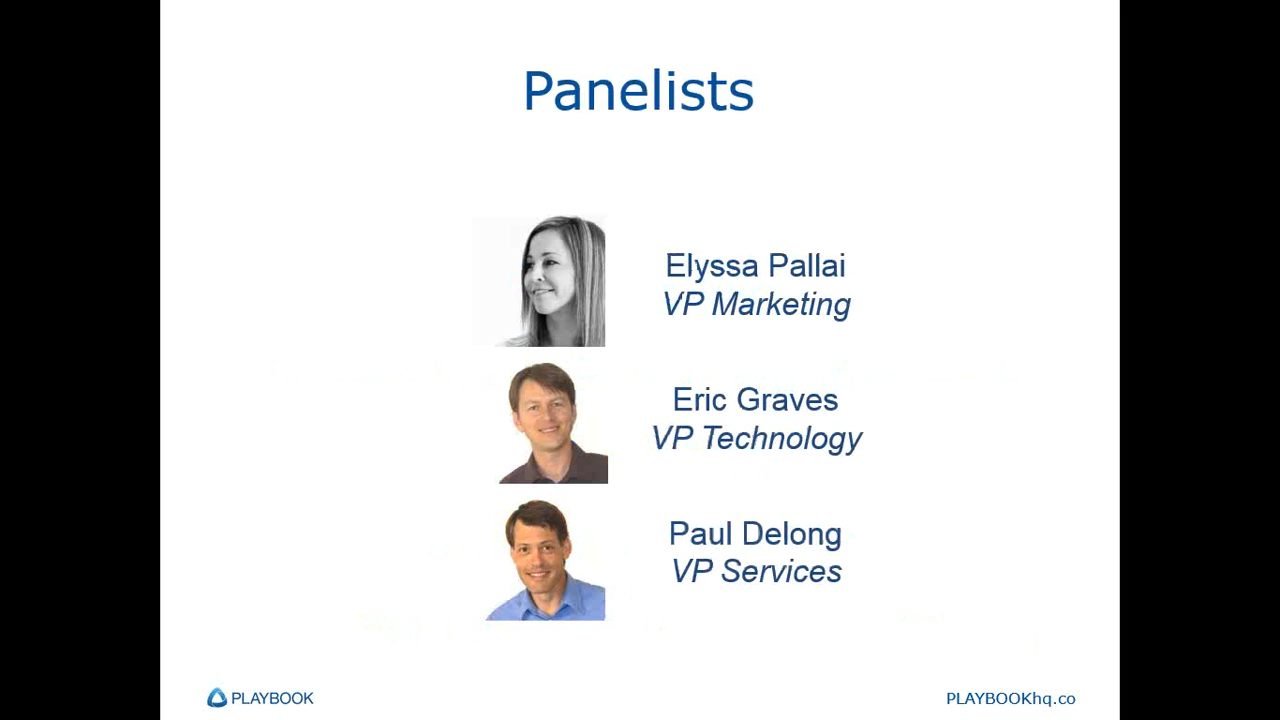 Panelists
Elyssa Pallai
VP Marketing
Eric Graves
VP Technology
Paul Delong
VP Services
PLAYBOOK
PLAYBOOKhq.co